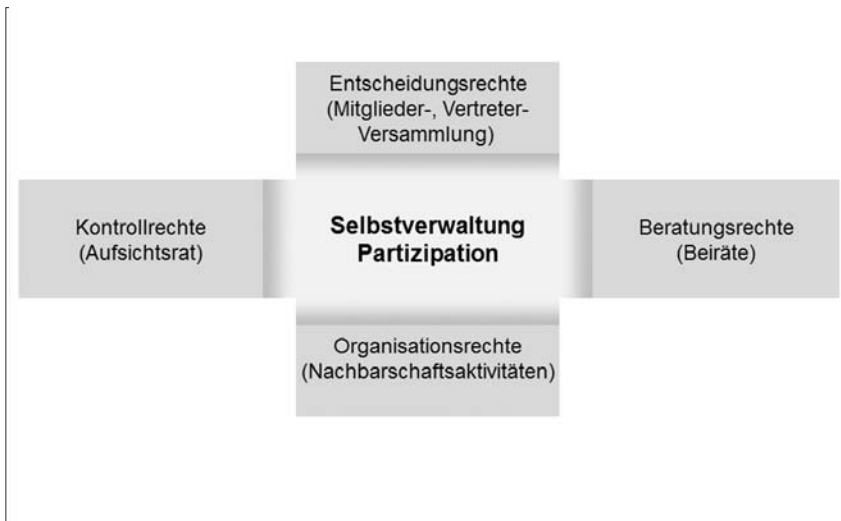 Entscheidungsrechte
(Mitglieder-, Vertreter-
Versammlung)
Kontrollrechte
(Aufsichtsrat)
Selbstverwaltung
Partizipation
Beratungsrechte
(Beiräte)
Organisationsrechte
(Nachbarschaftsaktivitäten)